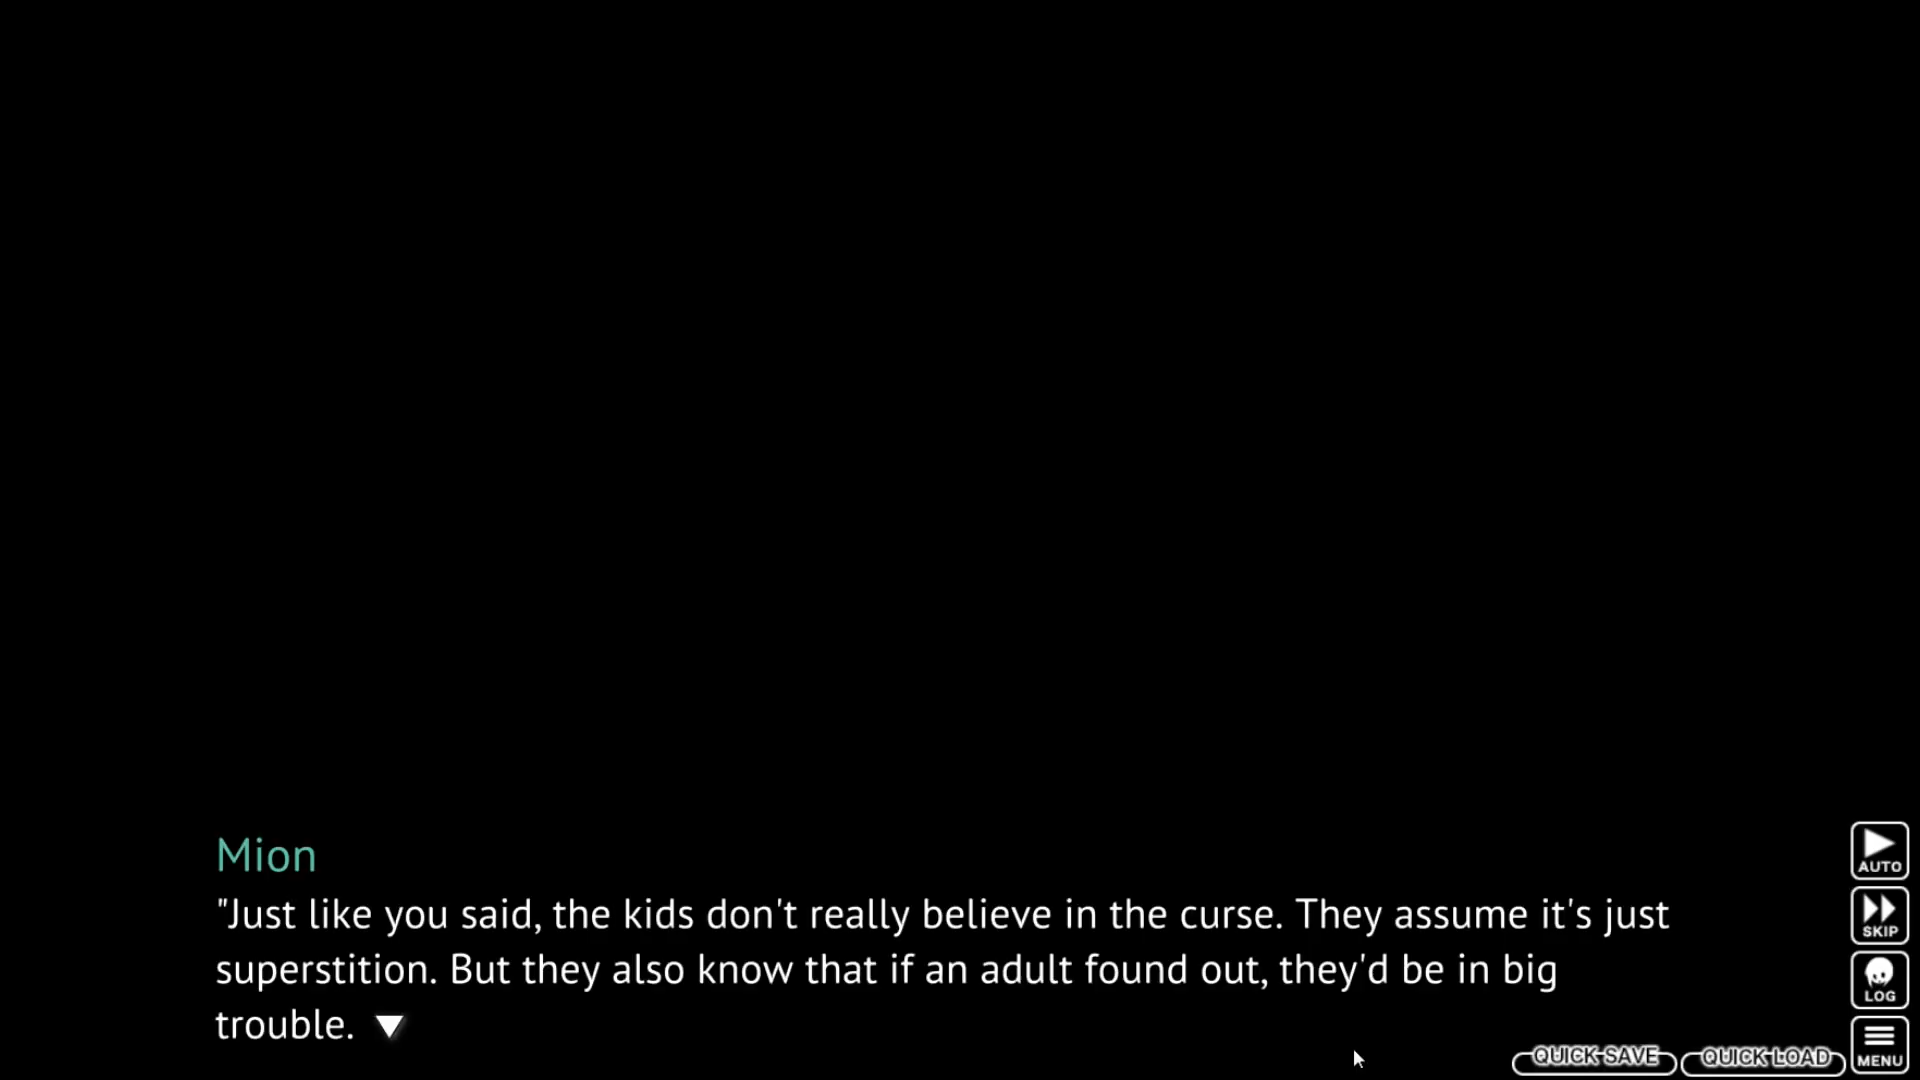 Mion
"Just like you said, the kids don't really believe in the curse. They assume it's just
superstition. But they also know that if an adult found out, they'd be in big
trouble.
AUTO
SKIP
LOG
MENU
QUICK SAVE QUICK LOAD